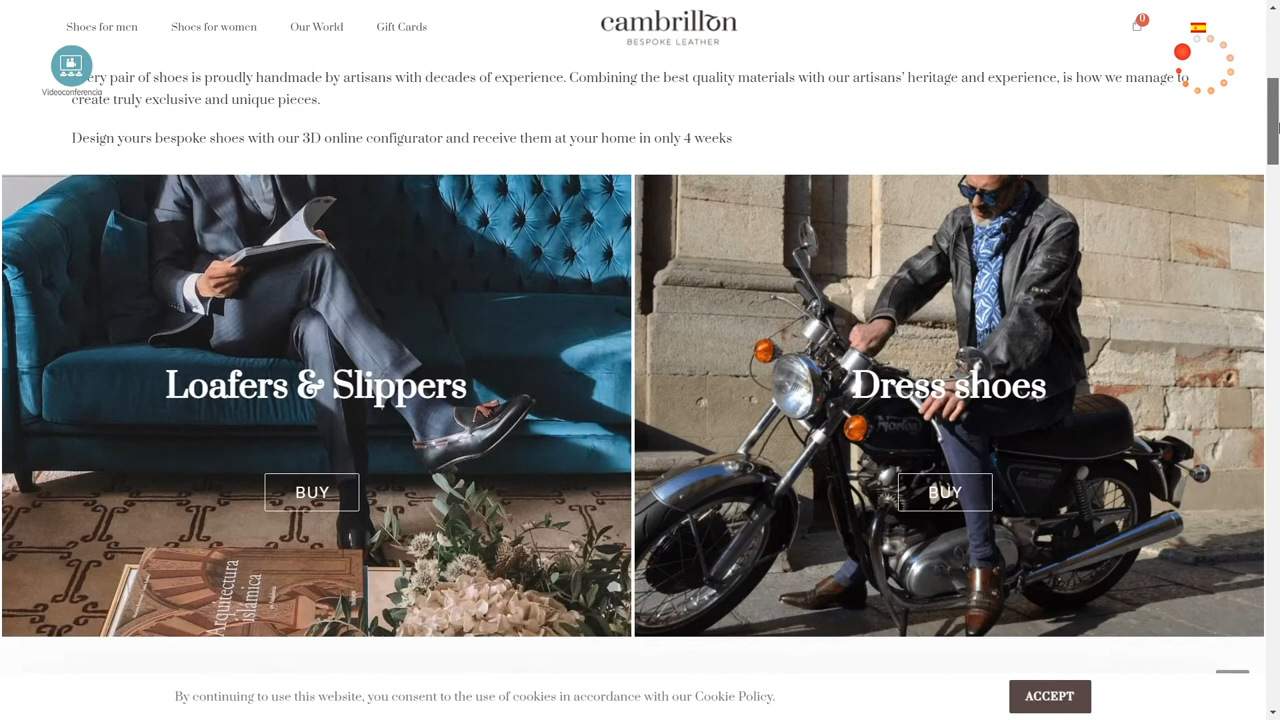 Shoes for men
Shoes for women
Our World
Gift Cards
cambrillon
BESPOKE LEATHER
0
Videoconferencia
pair of shoes is proudly handmade by artisans with decades of experience. Combining the best quality materials with our artisans' heritage and experience, is how we manage to
create truly exclusive and unique pieces.
Design yours bespoke shoes with our 3D online configurator and receive them at your home in only 4 weeks
Loafers & Slippers
BUY
Dress shoes
BUY
Norton
Arquitectura
islamica
By continuing to use this website, you consent to the use of cookies in accordance with our Cookie Policy.
ACCEPT